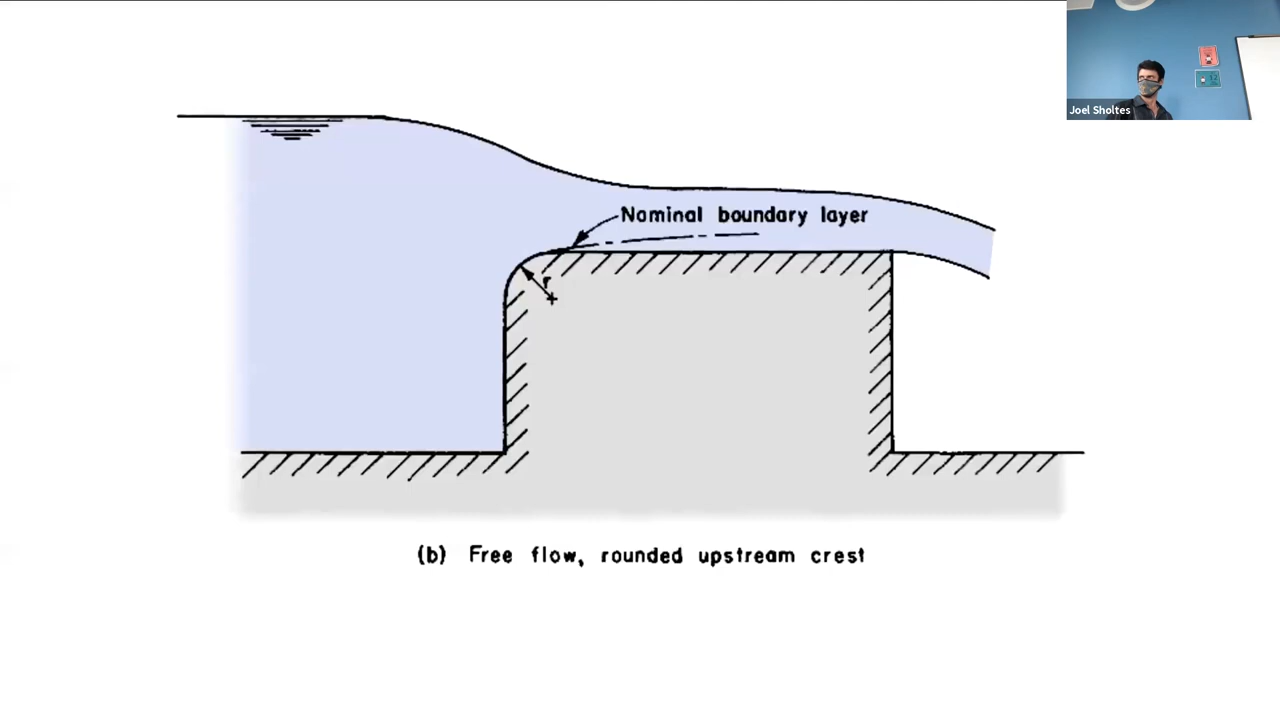 Joel Sholtes
Nominal boundary layer
r
(b) Free flow, rounded upstream crest